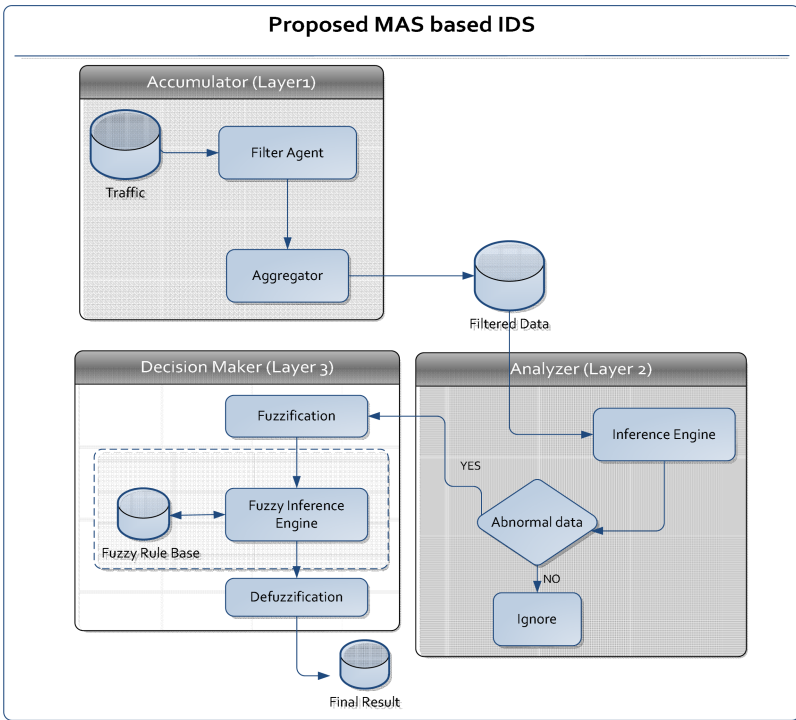 Proposed MAS based IDS
Accumulator (Layer1)
Traffic
Filter Agent
Aggregator
Filtered Data
Analyzer (Layer 2)
Inference Engine
Abnormal data
YES
NO
Ignore
Decision Maker (Layer 3)
Fuzzification
Fuzzy Inference
Engine
Fuzzy Rule Base
Defuzzification
Final Result